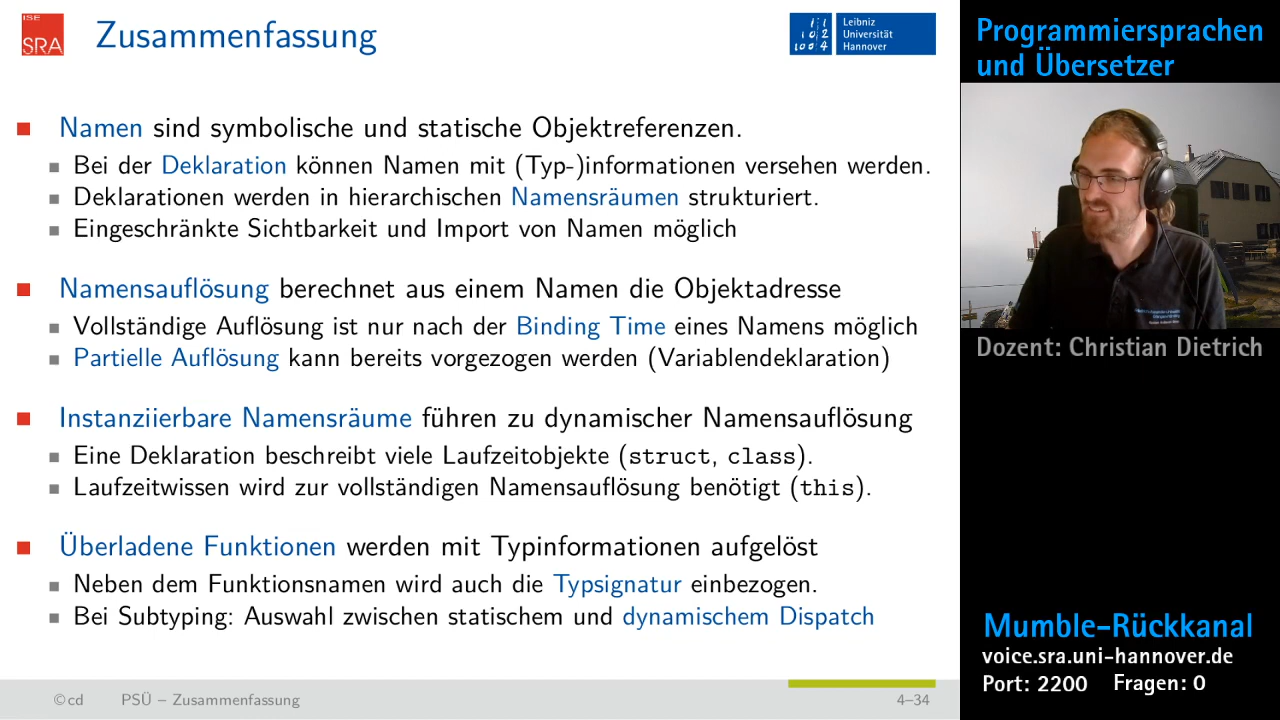 ISE
SRA
Zusammenfassung
Leibniz
Universität
Hannover
Namen sind symbolische und statische Objektreferenzen.
Bei der Deklaration können Namen mit (Typ-)informationen versehen werden.
Deklarationen werden in hierarchischen Namensräumen strukturiert.
Eingeschränkte Sichtbarkeit und Import von Namen möglich
Namensauflösung berechnet aus einem Namen die Objektadresse
Vollständige Auflösung ist nur nach der Binding Time eines Namens möglich
Partielle Auflösung kann bereits vorgezogen werden (Variablendeklaration)
Instanziierbare Namensräume führen zu dynamischer Namensauflösung
Eine Deklaration beschreibt viele Laufzeitobjekte (struct, class).
Laufzeitwissen wird zur vollständigen Namensauflösung benötigt (this).
Überladene Funktionen werden mit Typinformationen aufgelöst
Neben dem Funktionsnamen wird auch die Typsignatur einbezogen.
Bei Subtyping: Auswahl zwischen statischem und dynamischem Dispatch
©cd PSÜ – Zusammenfassung 4–34
Programmiersprachen
und Übersetzer
Dozent: Christian Dietrich
Mumble-Rückkanal
voice.sra.uni-hannover.de
Port: 2200 Fragen: 0